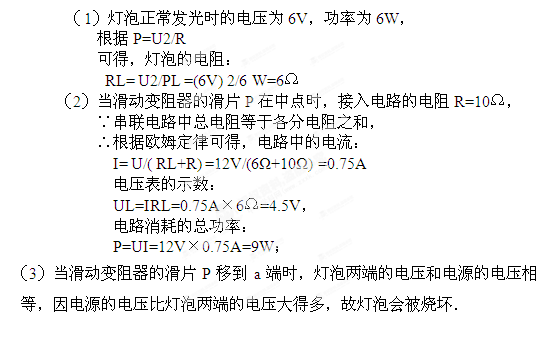 （1）灯泡正常发光时的电压为 6V，功率为 6W，
根据 P=U2/R
可得，灯泡的电阻：
RL= U2/PL =(6V) 2/6 W=6Ω
（2）当滑动变阻器的滑片 P 在中点时，接入电路的电阻 R=10Ω，
∵串联电路中总电阻等于各分电阻之和，
∴根据欧姆定律可得，电路中的电流：
I= U/( RL+R) =12V/(6Ω+10Ω) =0.75A
电压表的示数：
UL=IRL=0.75A×6Ω=4.5V，
电路消耗的总功率：
P=UI=12V×0.75A=9W；
（3）当滑动变阻器的滑片 P 移到 a 端时，灯泡两端的电压和电源的电压相
等，因电源的电压比灯泡两端的电压大得多，故灯泡会被烧坏．